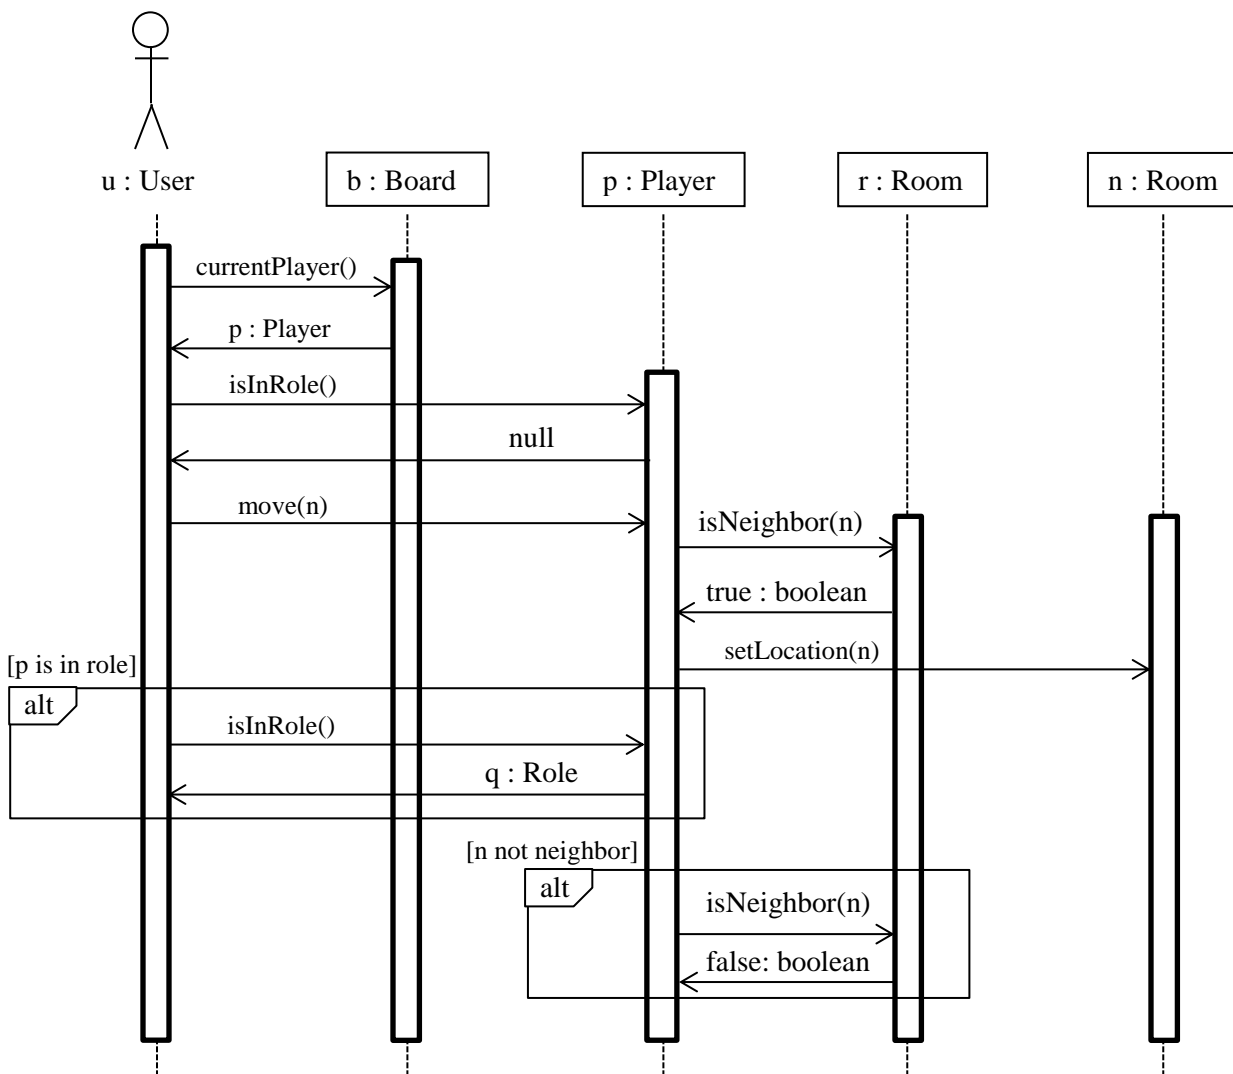 u : User
b : Board
p : Player
r : Room
n : Room
currentPlayer()
p : Player
isInRole()
null
move(n)
isNeighbor(n)
true : boolean
setLocation(n)
[p is in role]
alt
isInRole()
q : Role
[n not neighbor]
alt
isNeighbor(n)
false: boolean